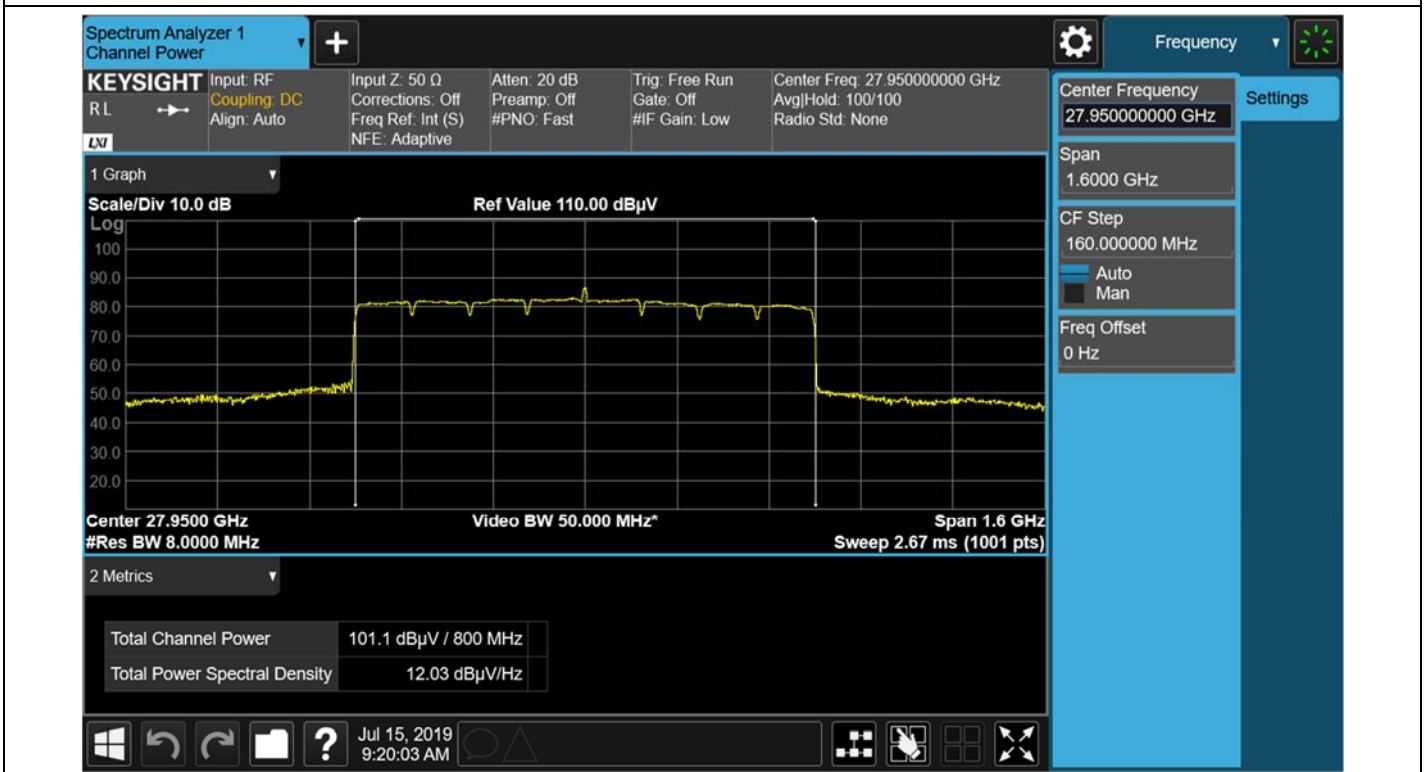 Spectrum Analyzer 1
Channel Power
+
Frequency
KEYSIGHT
R L
LXI
Input: RF
Coupling: DC
Align: Auto
Input Z: 50 Ω
Corrections: Off
Freq Ref: Int (S)
NFE: Adaptive
Atten: 20 dB
Preamp: Off
#PNO: Fast
Trig: Free Run
Gate: Off
#IF Gain: Low
Center Freq: 27.950000000 GHz
Avg|Hold: 100/100
Radio Std: None
Center Frequency
27.950000000 GHz
Settings
Span
1.6000 GHz
CF Step
160.000000 MHz
Auto
Man
Freq Offset
0 Hz
1 Graph
Scale/Div 10.0 dB
Ref Value 110.00 dBµV
Log
100
90.0
80.0
70.0
60.0
50.0
40.0
30.0
20.0
Center 27.9500 GHz
Video BW 50.000 MHz*
Span 1.6 GHz
#Res BW 8.0000 MHz
Sweep 2.67 ms (1001 pts)
2 Metrics
Total Channel Power 101.1 dBµV / 800 MHz
Total Power Spectral Density 12.03 dBµV/Hz
?
Jul 15, 2019
9:20:03 AM